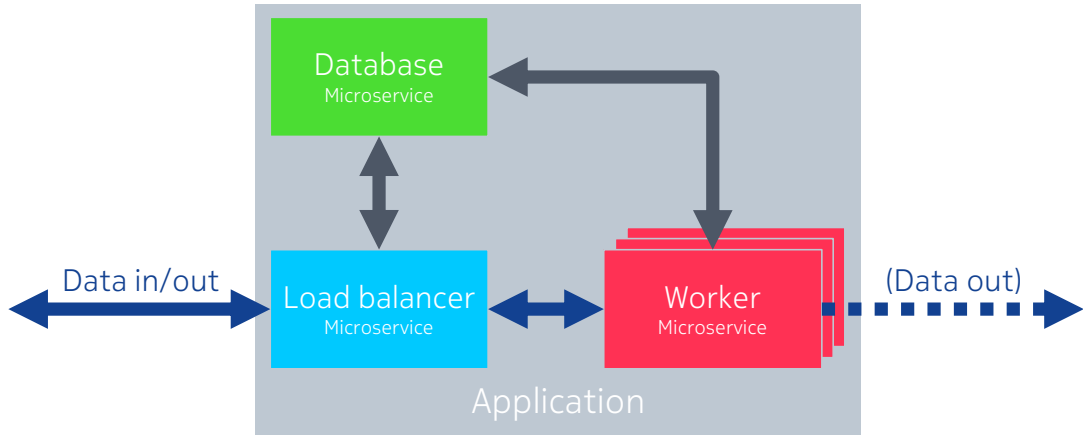 Database
Microservice
Data in/out
Load balancer
Microservice
Worker
Microservice
(Data out)
Application